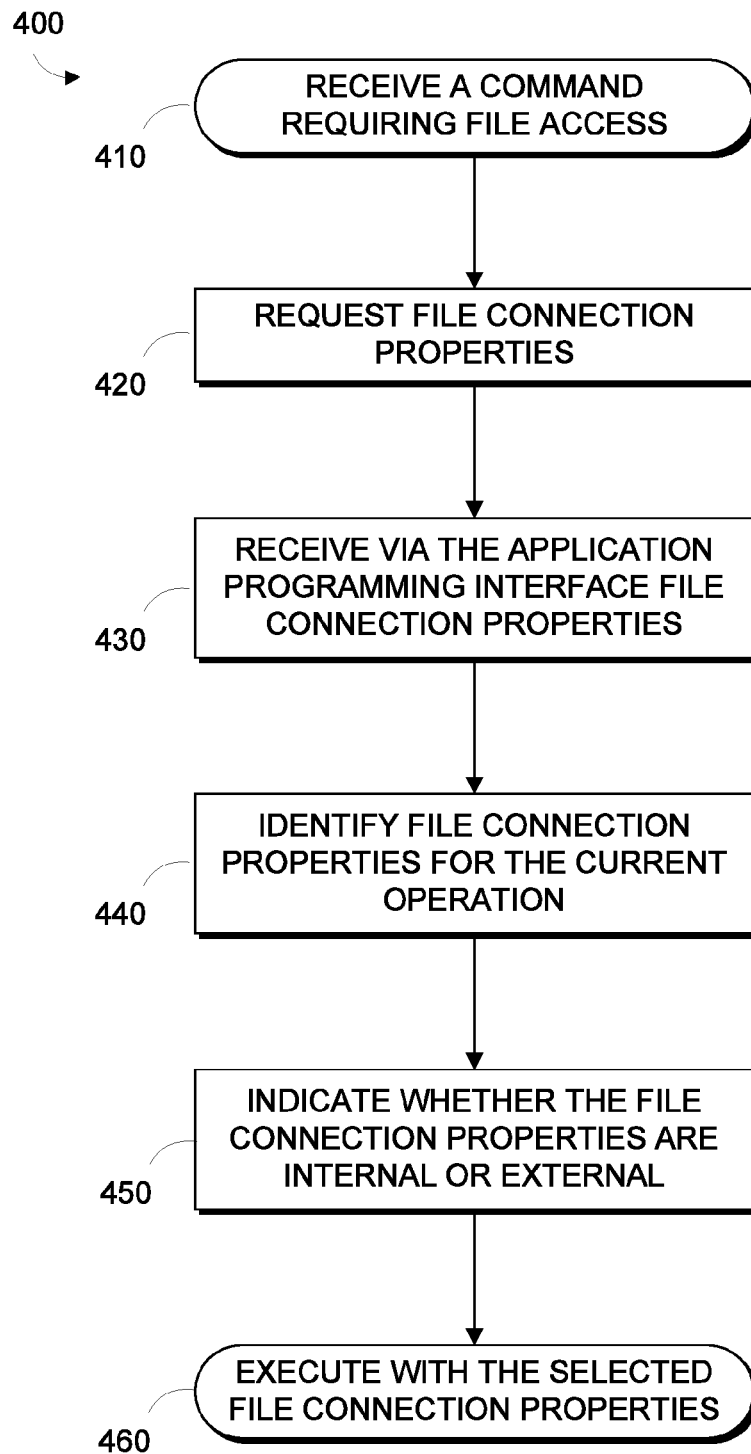 400
RECEIVE A COMMAND
REQUIRING FILE ACCESS
410
REQUEST FILE CONNECTION
PROPERTIES
420
RECEIVE VIA THE APPLICATION
PROGRAMMING INTERFACE FILE
CONNECTION PROPERTIES
430
IDENTIFY FILE CONNECTION
PROPERTIES FOR THE CURRENT
OPERATION
440
INDICATE WHETHER THE FILE
CONNECTION PROPERTIES ARE
INTERNAL OR EXTERNAL
450
EXECUTE WITH THE SELECTED
FILE CONNECTION PROPERTIES
460